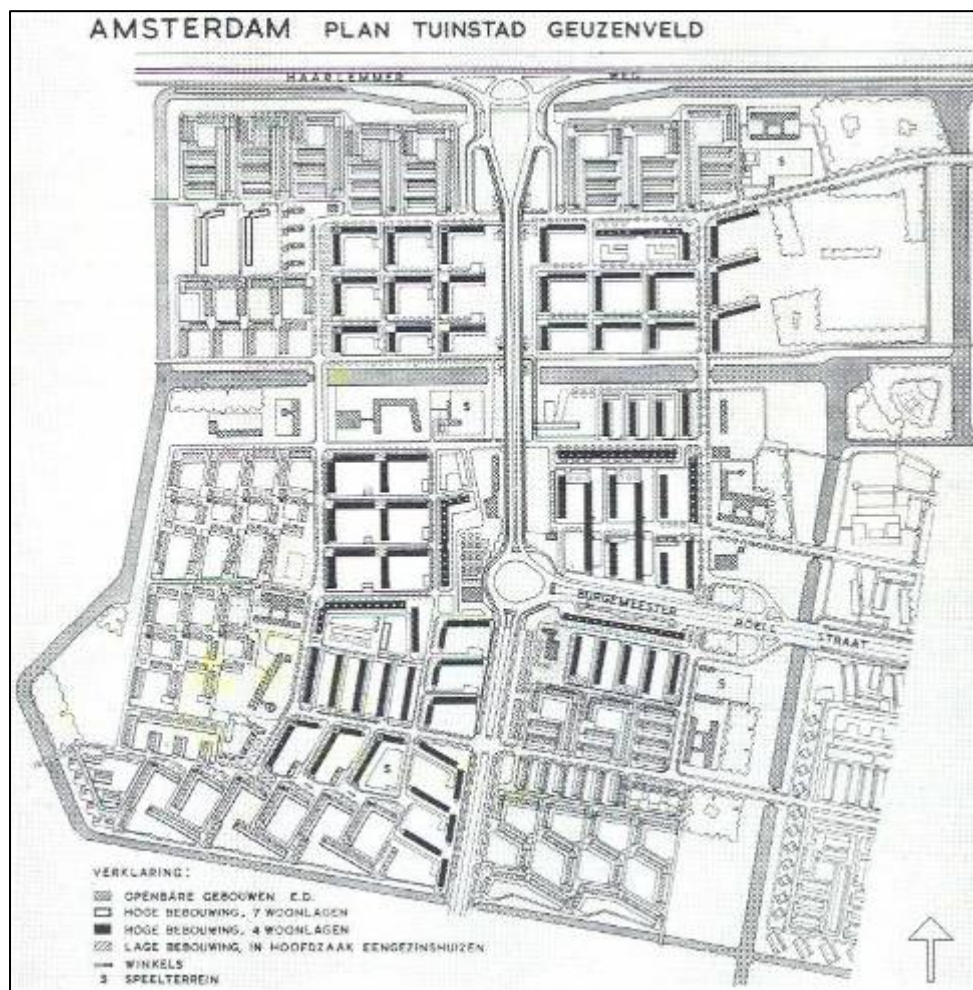 AMSTERDAM PLAN TUINSTAD GEUZENVELD
HAARLEMMER WEG
S
S
BURGEMEESTER ROELL STRAAT
S
S
VERKLARING:
OPENBARE GEBOUWEN E.D.
HOGE BEBOUWING, 7 WOONLAGEN
HOGE BEBOUWING, 4 WOONLAGEN
LAGE BEBOUWING, IN HOOFDZAAK EENGEZINSHUIZEN
WINKELS
S SPEELTERREIN